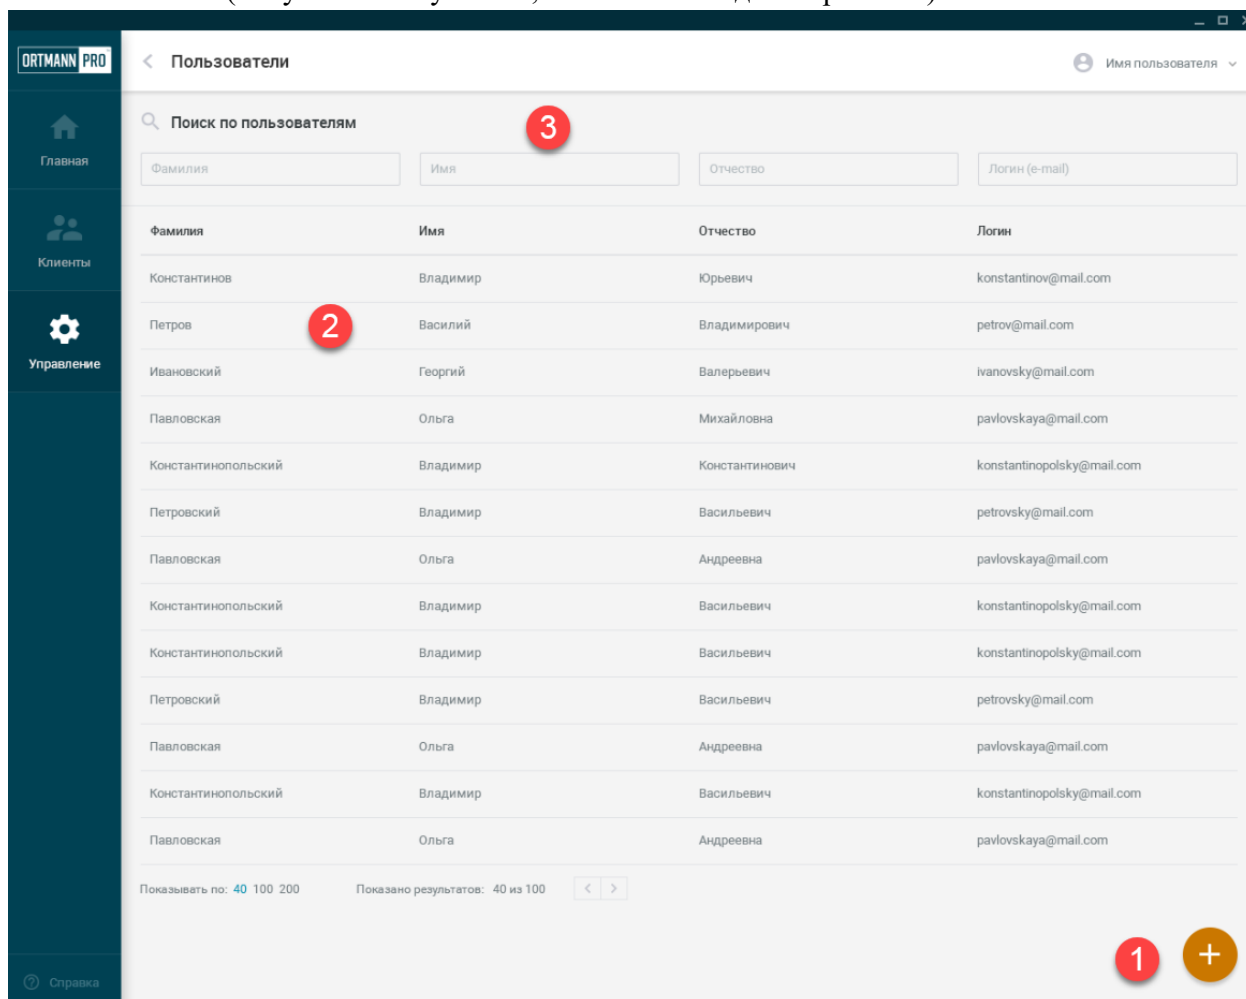 ORTMANN PRO
Пользователи
Имя пользователя
Главная
Клиенты
Управление
Справка
Поиск по пользователям
3
Фамилия Имя Отчество Логин (e-mail)
Фамилия Имя Отчество Логин
Константинов Владимир Юрьевич konstantinov@mail.com
Петров 2 Василий Владимирович petrov@mail.com
Ивановский Георгий Валерьевич ivanovsky@mail.com
Павловская Ольга Михайловна pavlovskaya@mail.com
Константинопольский Владимир Константинович konstantinopolsky@mail.com
Петровский Владимир Васильевич petrovsky@mail.com
Павловская Ольга Андреевна pavlovskaya@mail.com
Константинопольский Владимир Васильевич konstantinopolsky@mail.com
Константинопольский Владимир Васильевич konstantinopolsky@mail.com
Петровский Владимир Васильевич petrovsky@mail.com
Павловская Ольга Андреевна pavlovskaya@mail.com
Константинопольский Владимир Васильевич konstantinopolsky@mail.com
Павловская Ольга Андреевна pavlovskaya@mail.com
Показывать по: 40 100 200 Показано результатов: 40 из 100
1